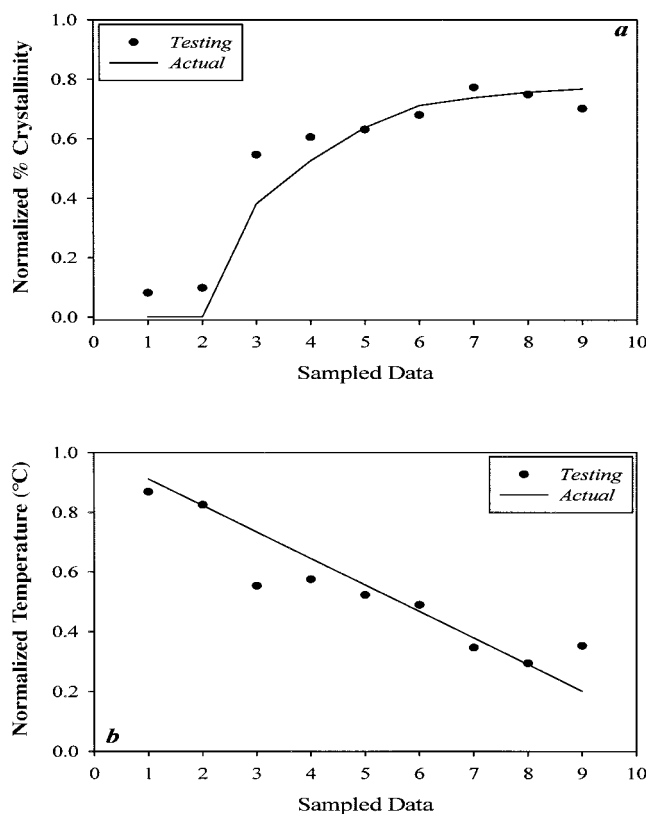 1.0
0.8
0.6
0.4
0.2
0.0
Normalized % Crystallinity
Testing
Actual
a
0 1 2 3 4 5 6 7 8 9 10
Sampled Data
1.0
0.8
0.6
0.4
0.2
0.0
Normalized Temperature (°C)
Testing
Actual
b
0 1 2 3 4 5 6 7 8 9 10
Sampled Data